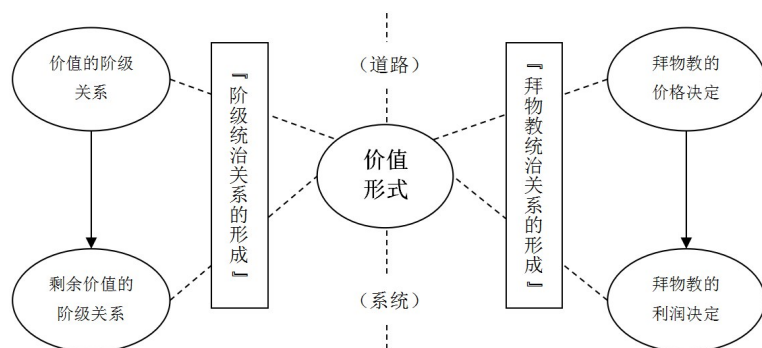 价值的阶级
关系
『阶级统治关系的形成』
（道路）
『拜物教统治关系的形成』
拜物教的
价格决定
价值
形式
剩余价值的
阶级关系
（系统）
拜物教的
利润决定